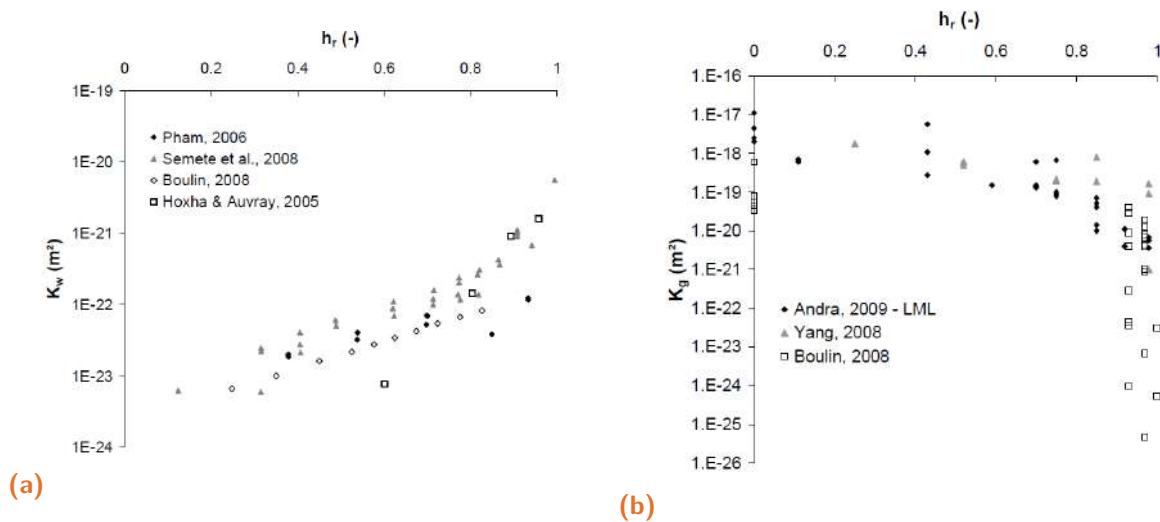 h_r (-)
0 0.2 0.4 0.6 0.8 1
1E-19
1E-20
1E-21
1E-22
1E-23
1E-24
K_w (m²)
Pham, 2006
Semete et al., 2008
Boulin, 2008
Hoxha & Auvray, 2005
(a)
h_r (-)
0 0.2 0.4 0.6 0.8 1
1.E-16
1.E-17
1.E-18
1.E-19
1.E-20
1.E-21
1.E-22
1.E-23
1.E-24
1.E-25
1.E-26
K_g (m²)
Andra, 2009 - LML
Yang, 2008
Boulin, 2008
(b)